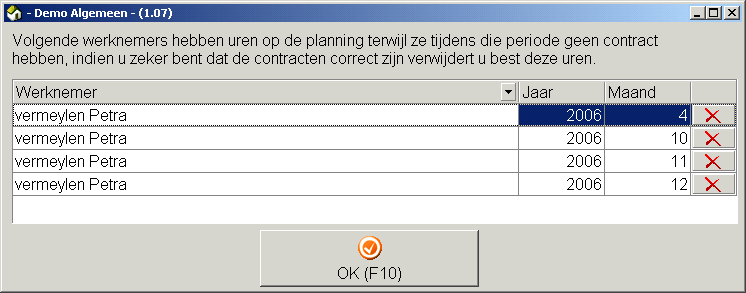 - Demo Algemeen - (1.07)
Volgende werknemers hebben uren op de planning terwijl ze tijdens die periode geen contract
hebben, indien u zeker bent dat de contracten correct zijn verwijdert u best deze uren.
Werknemer Jaar Maand
vermeylen Petra 2006 4
vermeylen Petra 2006 10
vermeylen Petra 2006 11
vermeylen Petra 2006 12
OK (F10)